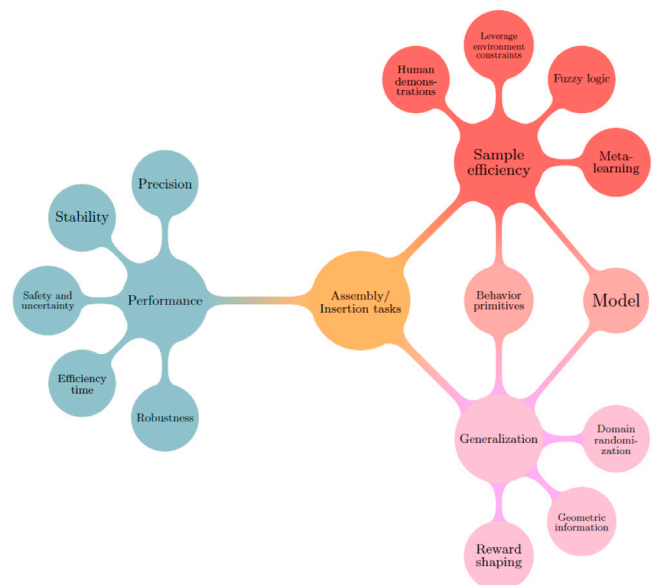 Leverage
environment
constraints
Human
demons-
trations
Fuzzy logic
Sample
efficiency
Meta-
learning
Precision
Stability
Safety and
uncertainty
Performance
Efficiency
time
Robustness
Assembly/
Insertion tasks
Behavior
primitives
Model
Generalization
Domain
randomi-
zation
Geometric
information
Reward
shaping